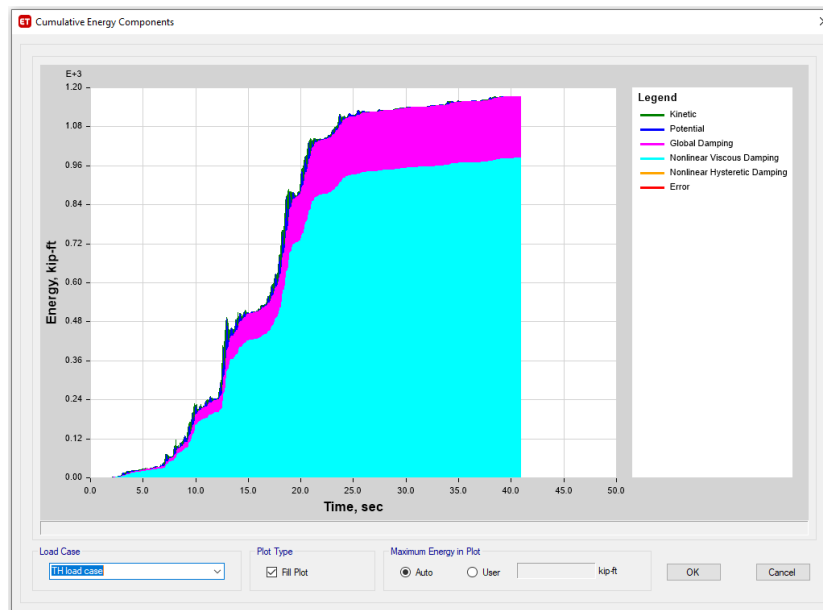 ET Cumulative Energy Components
E+3
1.20
1.08
0.96
0.84
0.72
0.60
0.48
0.36
0.24
0.12
0.00
Energy, kip-ft
0.0 5.0 10.0 15.0 20.0 25.0 30.0 35.0 40.0 45.0 50.0
Time, sec
Legend
Kinetic
Potential
Global Damping
Nonlinear Viscous Damping
Nonlinear Hysteretic Damping
Error
Load Case
TH load case
Plot Type
Fill Plot
Maximum Energy in Plot
Auto User kip-ft
OK Cancel